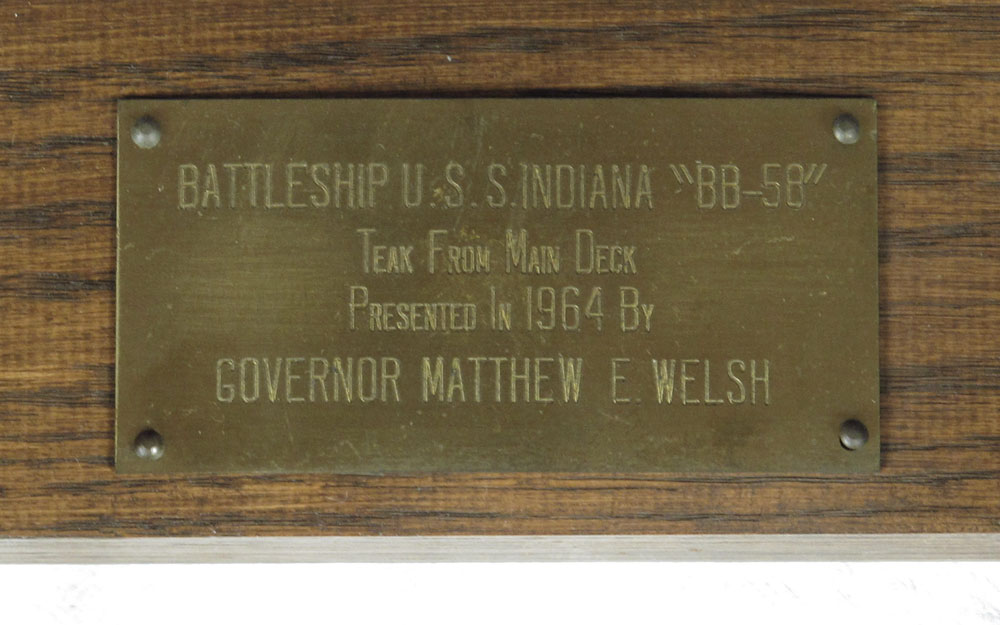 BATTLESHIP U.S.S. INDIANA "BB-58"
TEAK FROM MAIN DECK
PRESENTED IN 1964 BY
GOVERNOR MATTHEW E. WELSH